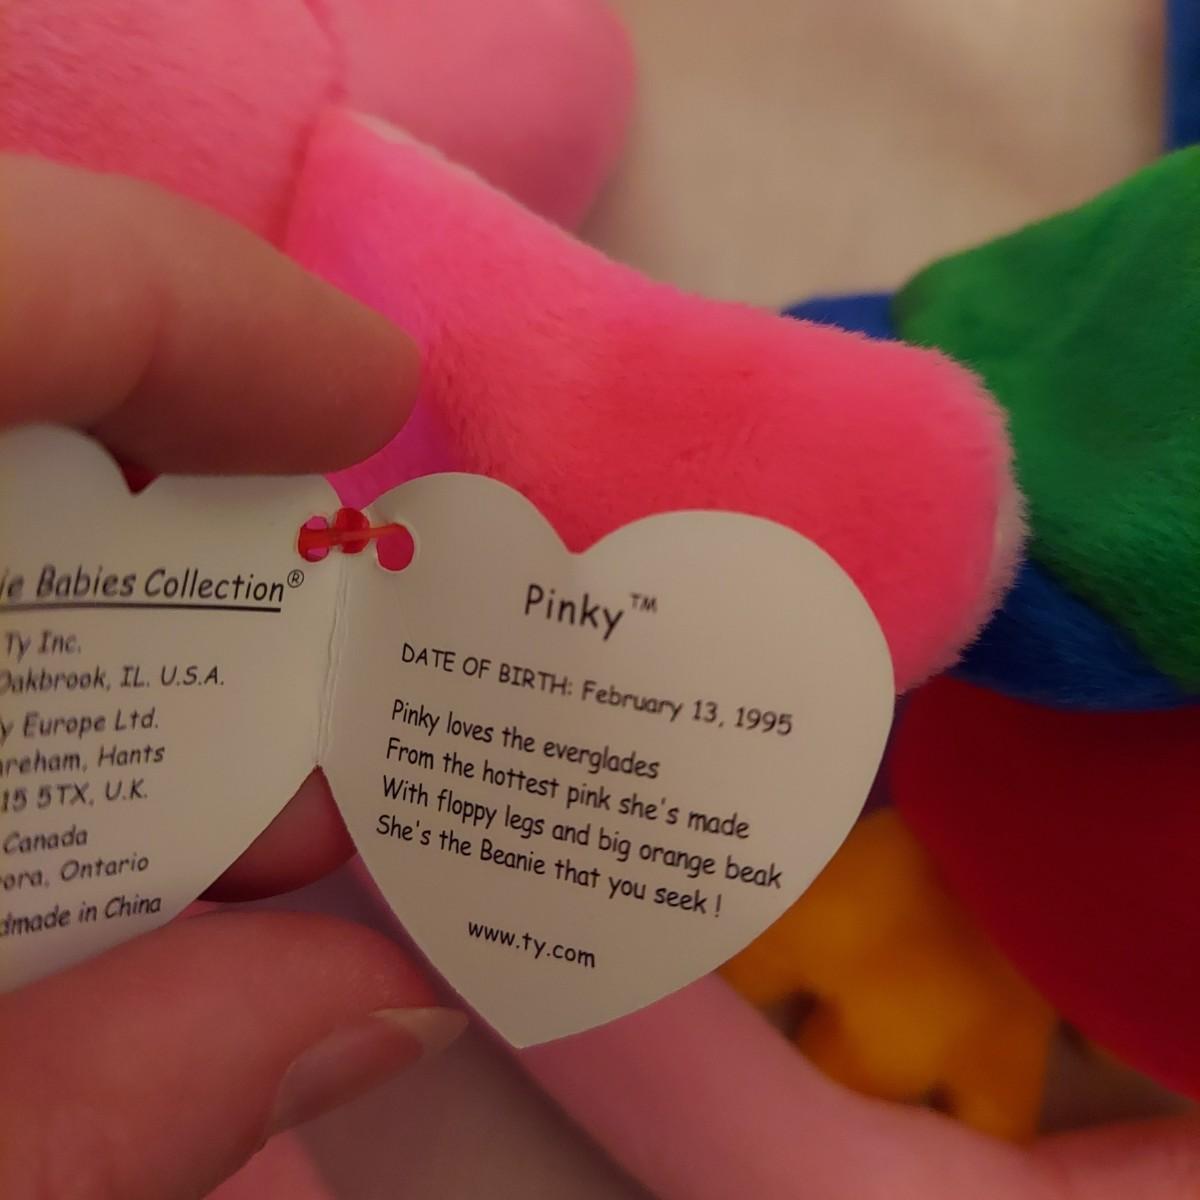 Babies Collection®
Ty Inc.
Oakbrook, IL. U.S.A.
Europe Ltd.
Hants
5TX, U.K.
Canada
Ontario
in China
Pinky™
DATE OF BIRTH: February 13, 1995
Pinky loves the everglades
From the hottest pink she's made
With floppy legs and big orange beak
She's the Beanie that you seek !
www.ty.com